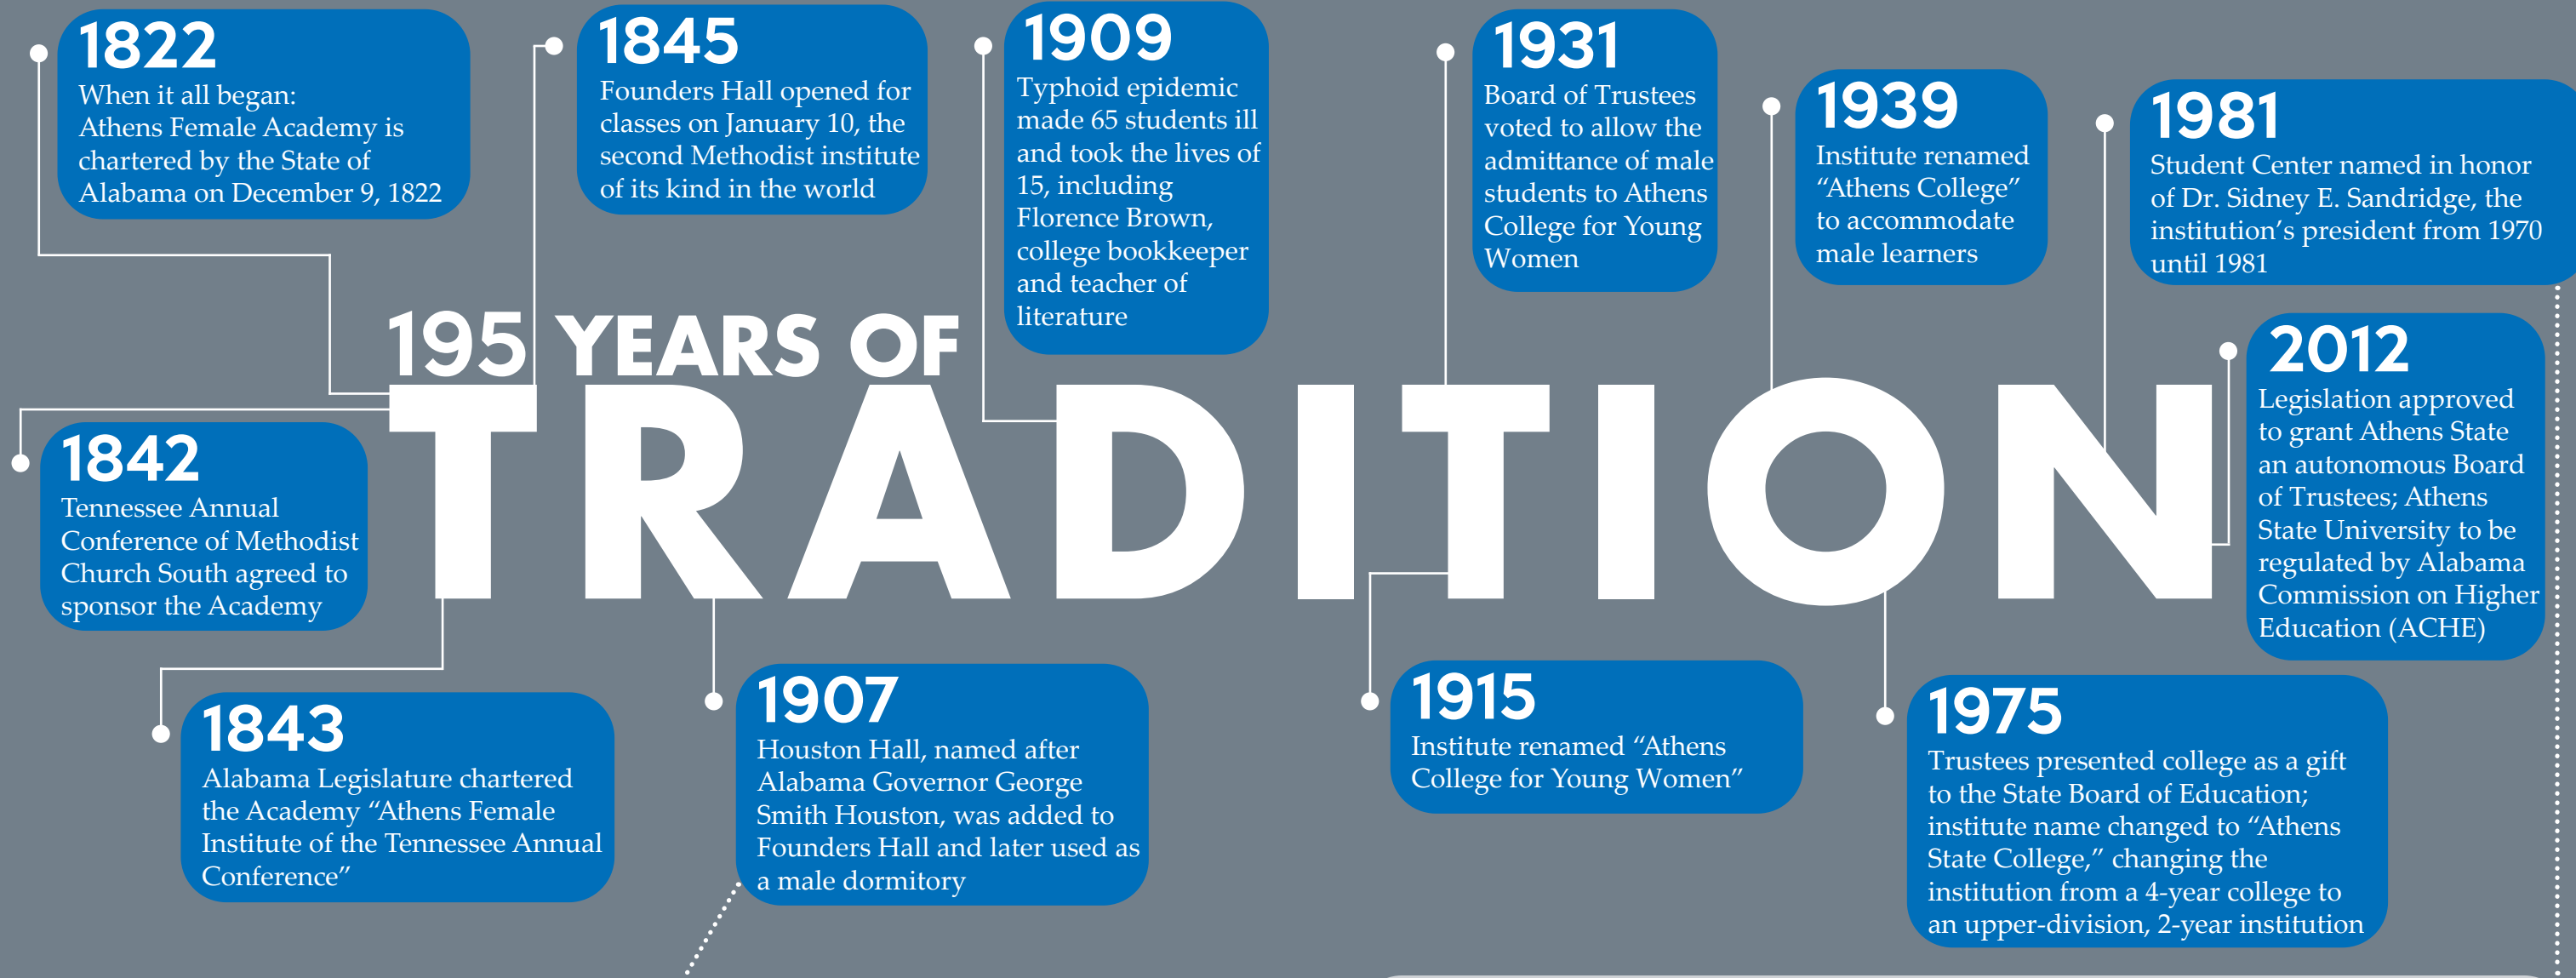 1822
When it all began:
Athens Female Academy is
chartered by the State of
Alabama on December 9, 1822
1845
Founders Hall opened for
classes on January 10, the
second Methodist institute
of its kind in the world
1909
Typhoid epidemic
made 65 students ill
and took the lives of
15, including
Florence Brown,
college bookkeeper
and teacher of
literature
1931
Board of Trustees
voted to allow the
admittance of male
students to Athens
College for Young
Women
1939
Institute renamed
“Athens College”
to accommodate
male learners
1981
Student Center named in honor
of Dr. Sidney E. Sandridge, the
institution’s president from 1970
until 1981
195 YEARS OF
TRADITION
2012
Legislation approved
to grant Athens State
an autonomous Board
of Trustees; Athens
State University to be
regulated by Alabama
Commission on Higher
Education (ACHE)
1842
Tennessee Annual
Conference of Methodist
Church South agreed to
sponsor the Academy
1843
Alabama Legislature chartered
the Academy “Athens Female
Institute of the Tennessee Annual
Conference”
1907
Houston Hall, named after
Alabama Governor George
Smith Houston, was added to
Founders Hall and later used as
a male dormitory
1915
Institute renamed “Athens
College for Young Women”
1975
Trustees presented college as a gift
to the State Board of Education;
institute name changed to “Athens
State College,” changing the
institution from a 4-year college to
an upper-division, 2-year institution